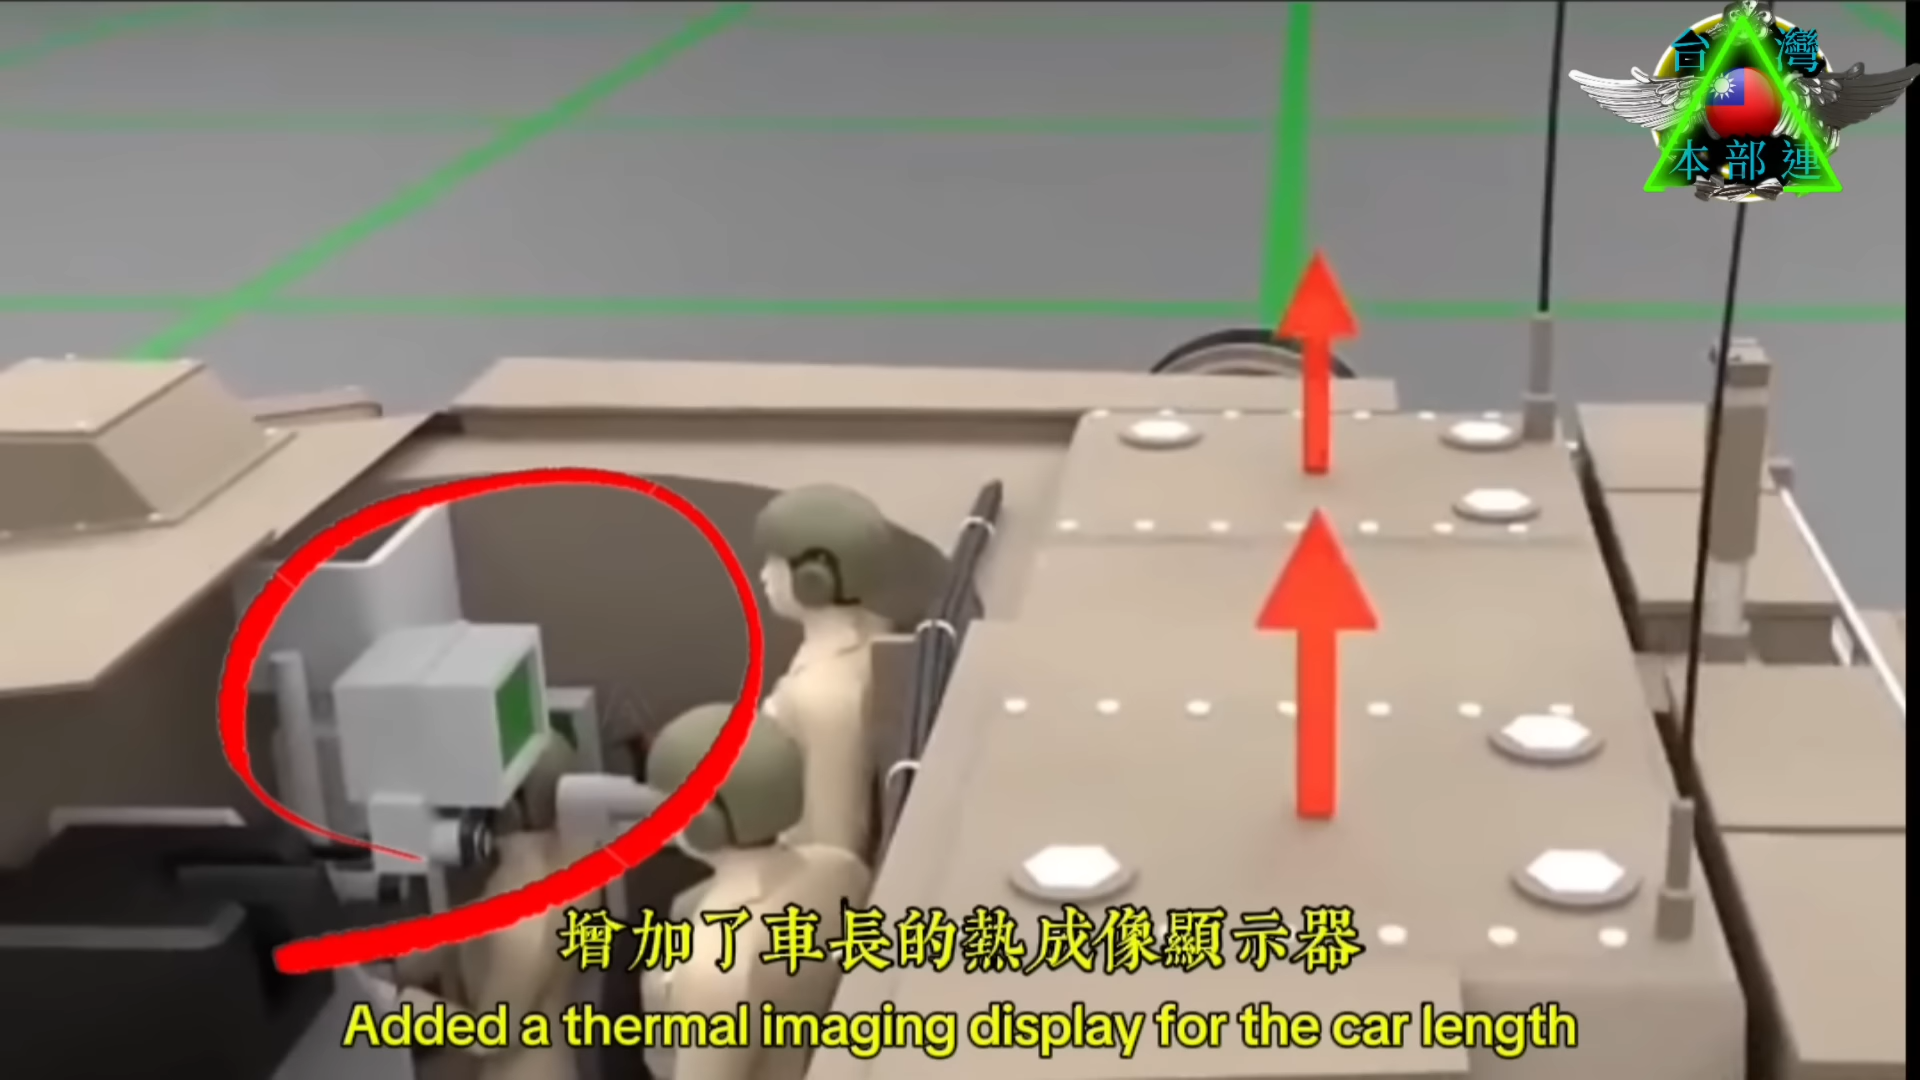 台灣
本部連
增加了車長的熱成像顯示器
Added a thermal imaging display for the car length